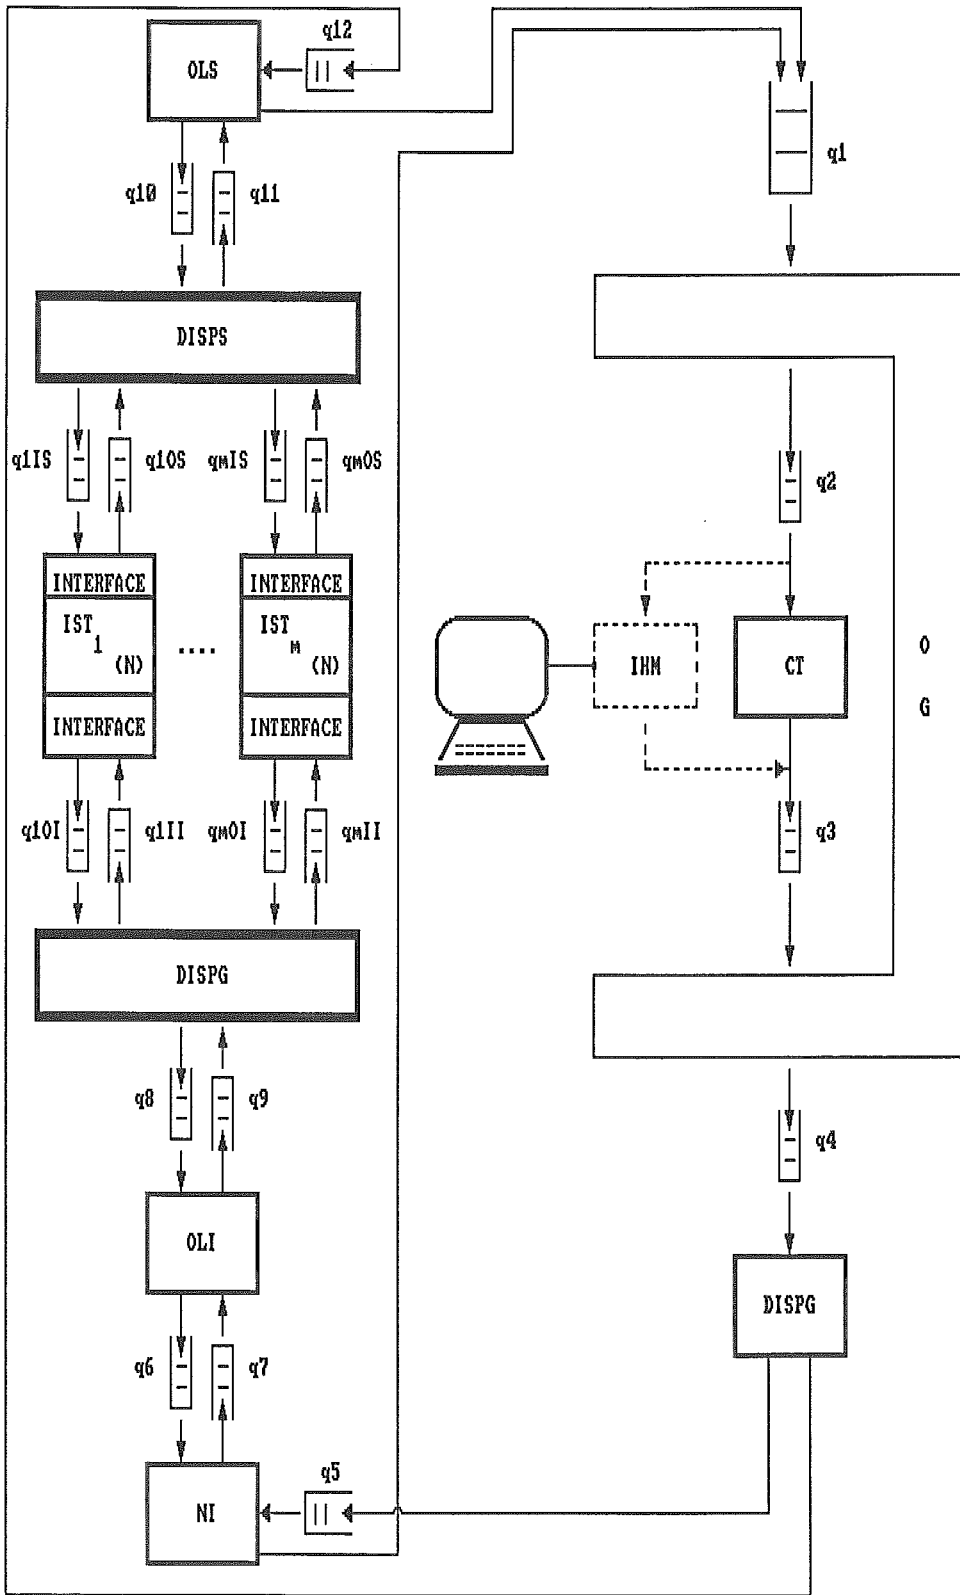 q12
OLS
q1
q10
q11
DISPS
q1IS
q1OS
qmIS
qmOS
q2
INTERFACE
INTERFACE
IST 1 (N)
....
IST m (N)
IHM
CT
O
G
INTERFACE
INTERFACE
q1OI
q1II
qmOI
qmII
q3
DISPG
q8
q9
q4
OLI
DISPG
q6
q7
q5
NI